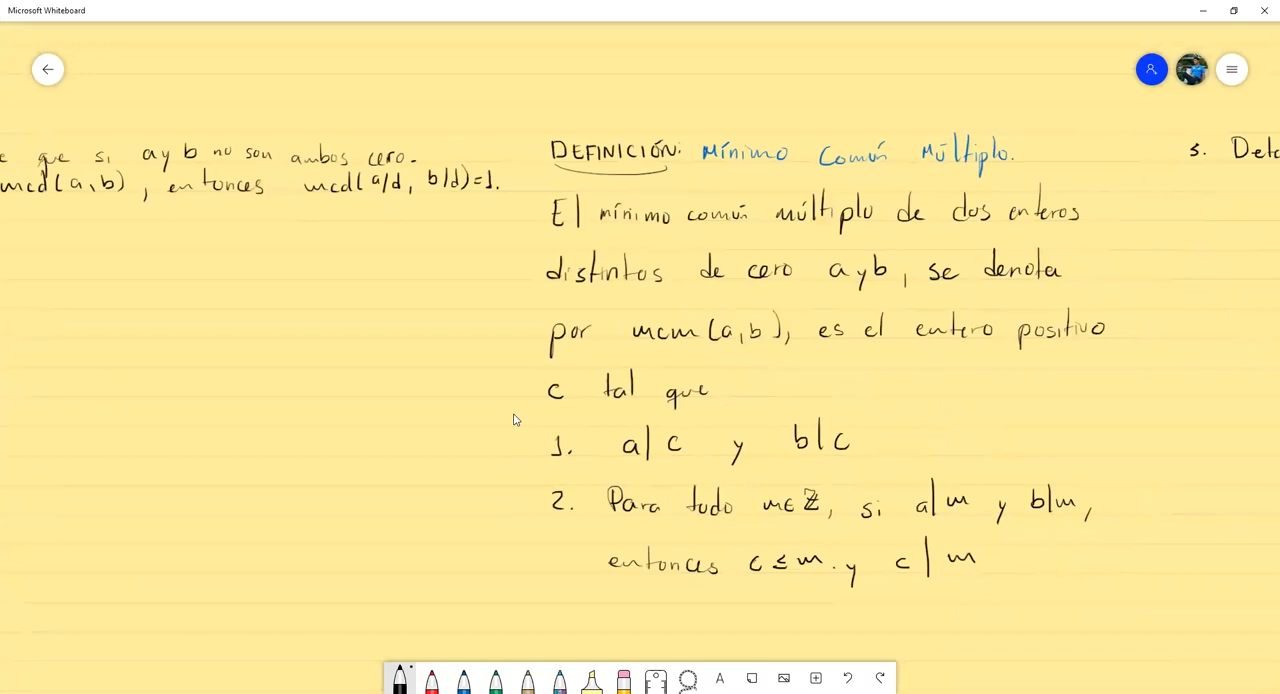 Microsoft Whiteboard
e que si a y b no son ambos cero.
mcd(a,b), entonces mcd(a/d, b/d)=1.
DEFINICIÓN: Mínimo Común Múltiplo.
El mínimo común múltiplo de dos enteros
distintos de cero a y b, se denota
por mcm(a,b), es el entero positivo
c tal que
1. a|c y b|c
2. Para todo m∈ℤ, si a|m y b|m,
entonces c≤m. y c|m